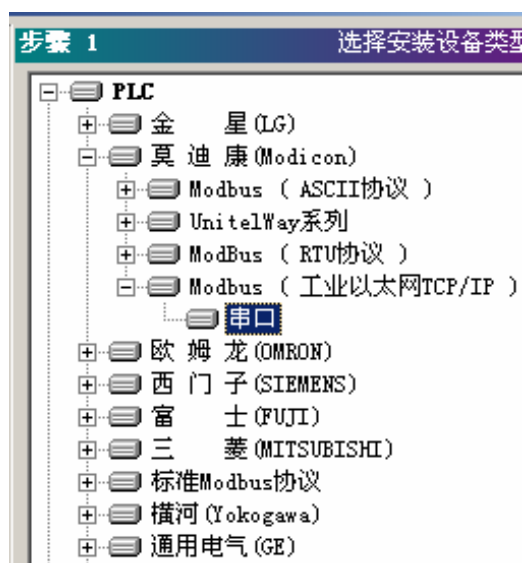 步骤 1 选择安装设备类型
PLC
金 星(LG)
莫 迪 康(Modicon)
Modbus ( ASCII协议 )
UnitelWay系列
ModBus ( RTU协议 )
Modbus ( 工业以太网TCP/IP )
串口
欧 姆 龙(OMRON)
西 门 子(SIEMENS)
富 士(FUJI)
三 菱(MITSUBISHI)
标准Modbus协议
横河(Yokogawa)
通用电气(GE)